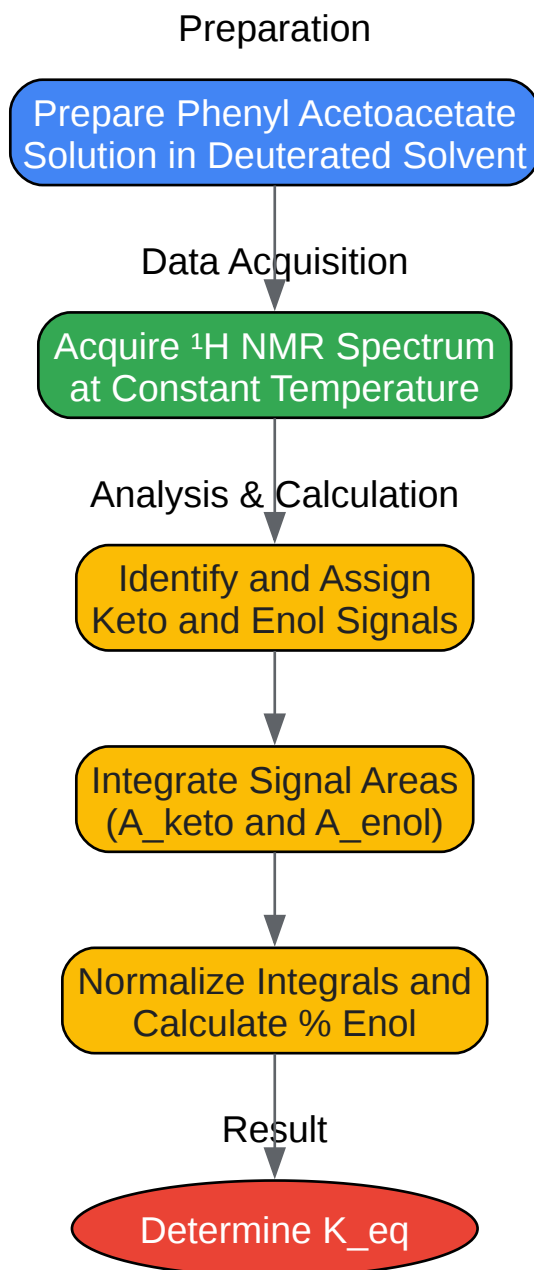 Preparation
Prepare Phenyl Acetoacetate
Solution in Deuterated Solvent
Data Acquisition
Acquire ¹H NMR Spectrum
at Constant Temperature
Analysis & Calculation
Identify and Assign
Keto and Enol Signals
Integrate Signal Areas
(A_keto and A_enol)
Normalize Integrals and
Calculate % Enol
Result
Determine K_eq